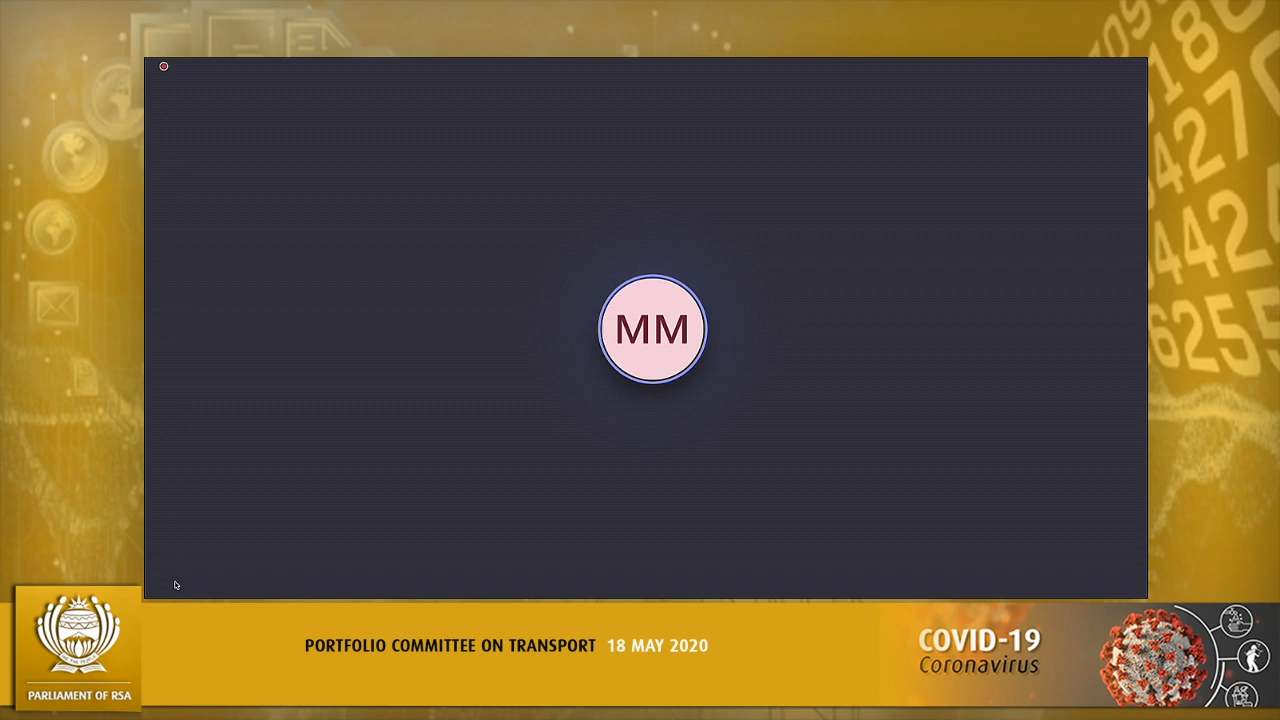 MM
PORTFOLIO COMMITTEE ON TRANSPORT 18 MAY 2020
COVID-19
Coronavirus
PARLIAMENT OF RSA